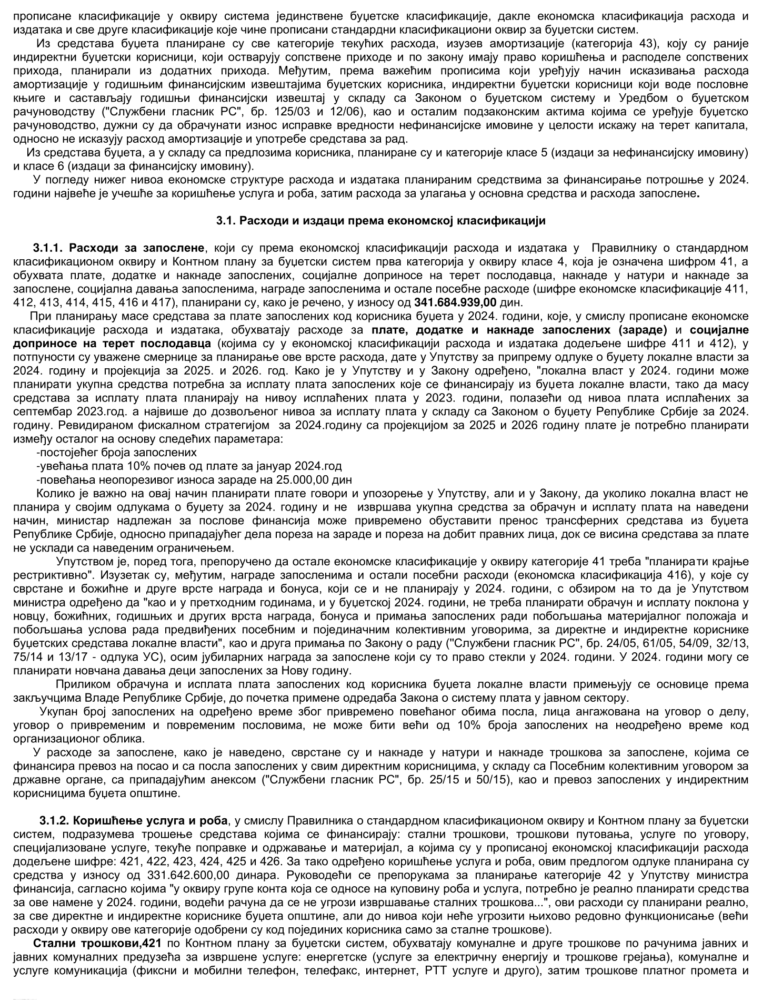 прописане класификације у оквиру система јединствене буџетске класификације, дакле економска класификација расхода и
издатака и све друге класификације које чине прописани стандардни класификациони оквир за буџетски систем.
Из средстава буџета планиране су све категорије текућих расхода, изузев амортизације (категорија 43), коју су раније
индиректни буџетски корисници, који остварују сопствене приходе и по закону имају право коришћења и расподеле сопствених
прихода, планирали из додатних прихода. Међутим, према важећим прописима који уређују начин исказивања расхода
амортизације у годишњим финансијским извештајима буџетских корисника, индиректни буџетски корисници који воде пословне
књиге и састављају годишњи финансијски извештај у складу са Законом о буџетском систему и Уредбом о буџетском
рачуноводству ("Службени гласник РС", бр. 125/03 и 12/06), као и осталим подзаконским актима којима се уређује буџетско
рачуноводство, дужни су да обрачунати износ исправке вредности нефинансијске имовине у целости искажу на терет капитала,
односно не исказују расход амортизације и употребе средстава за рад.
Из средстава буџета, а у складу са предлозима корисника, планиране су и категорије класе 5 (издаци за нефинансијску имовину)
и класе 6 (издаци за финансијску имовину).
У погледу нижег нивоа економске структуре расхода и издатака планираним средствима за финансирање потрошње у 2024.
години највеће је учешће за коришћење услуга и роба, затим расхода за улагања у основна средства и расхода запослене.
3.1. Расходи и издаци према економској класификацији
3.1.1. Расходи за запослене, који су према економској класификацији расхода и издатака у Правилнику о стандардном
класификационом оквиру и Контном плану за буџетски систем прва категорија у оквиру класе 4, која је означена шифром 41, а
обухвата плате, додатке и накнаде запослених, социјалне доприносе на терет послодавца, накнаде у натури и накнаде за
запослене, социјална давања запосленима, награде запосленима и остале посебне расходе (шифре економске класификације 411,
412, 413, 414, 415, 416 и 417), планирани су, како је речено, у износу од 341.684.939,00 дин.
При планирању масе средстава за плате запослених код корисника буџета у 2024. години, које, у смислу прописане економске
класификације расхода и издатака, обухватају расходе за плате, додатке и накнаде запослених (зараде) и социјалне
доприносе на терет послодавца (којима су у економској класификацији расхода и издатака додељене шифре 411 и 412), у
потпуности су уважене смернице за планирање ове врсте расхода, дате у Упутству за припрему одлуке о буџету локалне власти за
2024. годину и пројекција за 2025. и 2026. год. Како је у Упутству и у Закону одређено, "локална власт у 2024. години може
планирати укупна средства потребна за исплату плата запослених које се финансирају из буџета локалне власти, тако да масу
средстава за исплату плата планирају на нивоу исплаћених плата у 2023. години, полазећи од нивоа плата исплаћених за
септембар 2023.год. а највише до дозвољеног нивоа за исплату плата у складу са Законом о буџету Републике Србије за 2024.
годину. Ревидираном фискалном стратегијом за 2024.годину са пројекцијом за 2025 и 2026 годину плате је потребно планирати
између осталог на основу следећих параметара:
-постојећег броја запослених
-увећања плата 10% почев од плате за јануар 2024.год
-повећања неопорезивог износа зараде на 25.000,00 дин
Колико је важно на овај начин планирати плате говори и упозорење у Упутству, али и у Закону, да уколико локална власт не
планира у својим одлукама о буџету за 2024. годину и не извршава укупна средства за обрачун и исплату плата на наведени
начин, министар надлежан за послове финансија може привремено обуставити пренос трансферних средстава из буџета
Републике Србије, односно припадајућег дела пореза на зараде и пореза на добит правних лица, док се висина средстава за плате
не усклади са наведеним ограничењем.
Упутством је, поред тога, препоручено да остале економске класификације у оквиру категорије 41 треба "планирати крајње
рестриктивно". Изузетак су, међутим, награде запосленима и остали посебни расходи (економска класификација 416), у које су
сврстане и божићне и друге врсте награда и бонуса, који се и не планирају у 2024. години, с обзиром на то да је Упутством
министра одређено да "као и у претходним годинама, и у буџетској 2024. години, не треба планирати обрачун и исплату поклона у
новцу, божићних, годишњих и других врста награда, бонуса и примања запослених ради побољшања материјалног положаја и
побољшања услова рада предвиђених посебним и појединачним колективним уговорима, за директне и индиректне кориснике
буџетских средстава локалне власти", као и друга примања по Закону о раду ("Службени гласник РС", бр. 24/05, 61/05, 54/09, 32/13,
75/14 и 13/17 - одлука УС), осим јубиларних награда за запослене који су то право стекли у 2024. години. У 2024. години могу се
планирати новчана давања деци запослених за Нову годину.
Приликом обрачуна и исплата плата запослених код корисника буџета локалне власти примењују се основице према
закључцима Владе Републике Србије, до почетка примене одредаба Закона о систему плата у јавном сектору.
Укупан број запослених на одређено време због привремено повећаног обима посла, лица ангажована на уговор о делу,
уговор о привременим и повременим пословима, не може бити већи од 10% броја запослених на неодређено време код
организационог облика.
У расходе за запослене, како је наведено, сврстане су и накнаде у натури и накнаде трошкова за запослене, којима се
финансира превоз на посао и са посла запослених у свим директним корисницима, у складу са Посебним колективним уговором за
државне органе, са припадајућим анексом ("Службени гласник РС", бр. 25/15 и 50/15), као и превоз запослених у индиректним
корисницима буџета општине.
3.1.2. Коришћење услуга и роба, у смислу Правилника о стандардном класификационом оквиру и Контном плану за буџетски
систем, подразумева трошење средстава којима се финансирају: стални трошкови, трошкови путовања, услуге по уговору,
специјализоване услуге, текуће поправке и одржавање и материјал, а којима су у прописаној економској класификацији расхода
додељене шифре: 421, 422, 423, 424, 425 и 426. За тако одређено коришћење услуга и роба, овим предлогом одлуке планирана су
средства у износу од 331.642.600,00 динара. Руководећи се препорукама за планирање категорије 42 у Упутству министра
финансија, сагласно којима "у оквиру групе конта која се односе на куповину роба и услуга, потребно је реално планирати средства
за ове намене у 2024. години, водећи рачуна да се не угрози извршавање сталних трошкова...", ови расходи су планирани реално,
за све директне и индиректне кориснике буџета општине, али до нивоа који неће угрозити њихово редовно функционисање (већи
расходи у оквиру ове категорије одобрени су код појединих корисника само за сталне трошкове).
Стални трошкови,421 по Контном плану за буџетски систем, обухватају комуналне и друге трошкове по рачунима јавних и
јавних комуналних предузећа за извршене услуге: енергетске (услуге за електричну енергију и трошкове грејања), комуналне и
услуге комуникација (фиксни и мобилни телефон, телефакс, интернет, РТТ услуге и друго), затим трошкове платног промета и